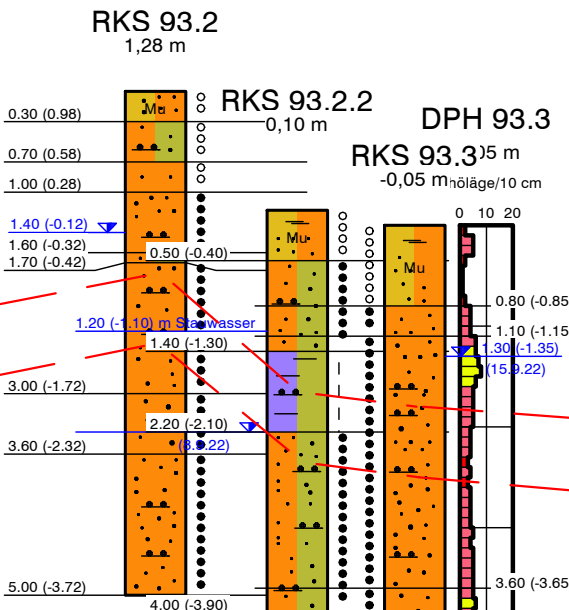 RKS 93.2
1,28 m
RKS 93.2.2
0,10 m
DPH 93.3
05 m
RKS 93.3
-0,05 m
höläge/10 cm
0 10 20
Mu
0.30 (0.98)
0.70 (0.58)
1.00 (0.28)
1.40 (-0.12)
1.60 (-0.32)
1.70 (-0.42)
3.00 (-1.72)
3.60 (-2.32)
5.00 (-3.72)
Mu
0.50 (-0.40)
1.20 (-1.10) m Stauwasser
1.40 (-1.30)
2.20 (-2.10)
(8.9.22)
4.00 (-3.90)
Mu
0.80 (-0.85
1.10 (-1.15
1.30 (-1.35)
(15.9.22)
3.60 (-3.65